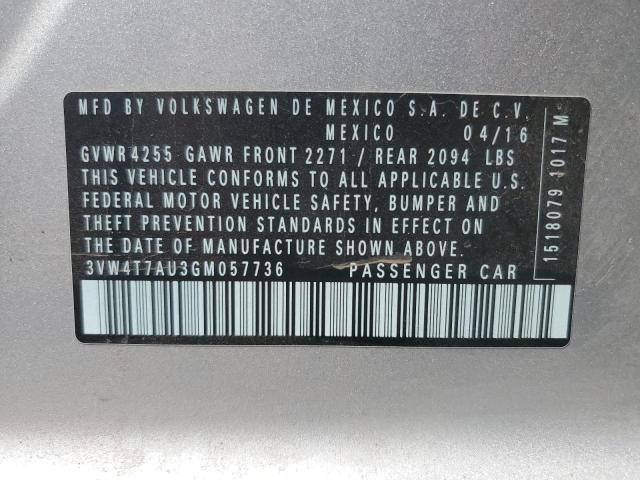 MFD BY VOLKSWAGEN DE MEXICO S.A. DE C.V.
MEXICO 04/16
GVWR 4255 GAWR FRONT 2271 / REAR 2094 LBS
THIS VEHICLE CONFORMS TO ALL APPLICABLE U.S.
FEDERAL MOTOR VEHICLE SAFETY, BUMPER AND
THEFT PREVENTION STANDARDS IN EFFECT ON
THE DATE OF MANUFACTURE SHOWN ABOVE.
3VW4T7AU3GM057736 PASSENGER CAR
1518079 1017 M